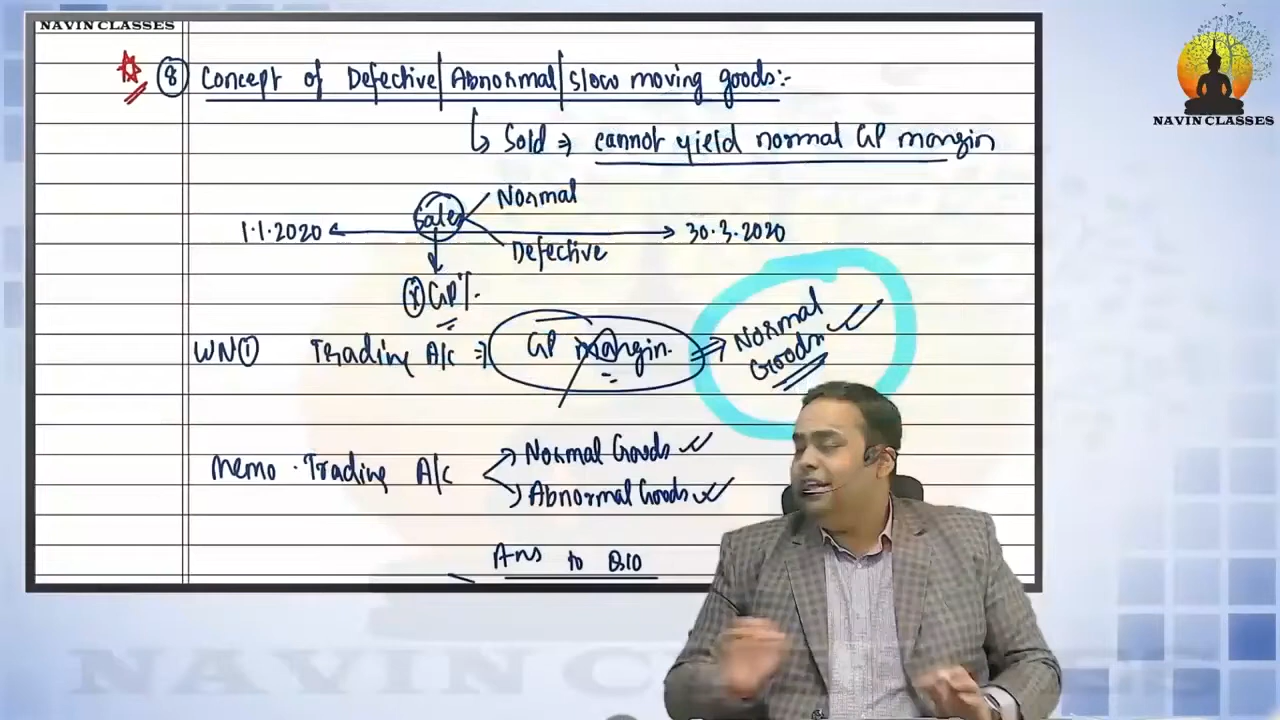 NAVIN CLASSES
⑧ Concept of Defective/Abnormal/Slow moving goods:-
↳ Sold ⇒ cannot yield normal GP margin
Normal
Sales
1.1.2020 30.3.2020
Defective
GP%
WN① Trading A/c ⇒ GP margin. ⇒ Normal Goods
Memo. Trading A/c
Normal Goods
Abnormal Goods
Ans to Q10
NAVIN CLASSES
NAVIN C